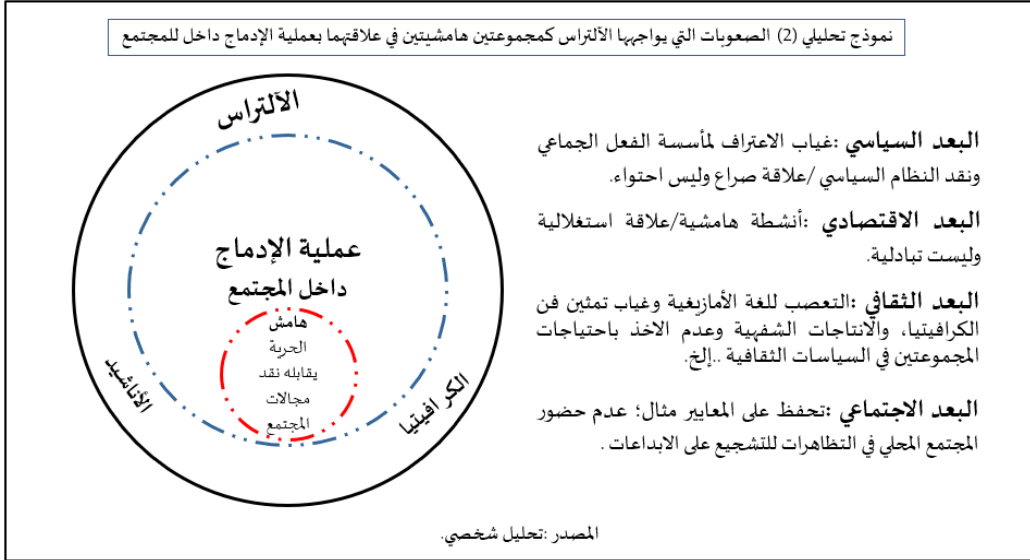 نموذج تحليلي (2) الصعوبات التي يواجهها الآلتراس كمجموعتين هامشيتين في علاقتهما بعملية الإدماج داخل للمجتمع
البعد السياسي :غياب الاعتراف لمأسسة الفعل الجماعي
ونقد النظام السياسي /علاقة صراع وليس احتواء.
البعد الاقتصادي :أنشطة هامشية/علاقة استغلالية
وليست تبادلية.
البعد الثقافي :التعصب للغة الأمازيغية وغياب تمثين فن
الكرافيتيا، والانتاجات الشفهية وعدم الاخذ باحتياجات
المجموعتين في السياسات الثقافية ..إلخ.
البعد الاجتماعي :تحفظ على المعايير مثال؛ عدم حضور
المجتمع المحلي في التظاهرات للتشجيع على الابداعات .
الآلتراس
عملية الإدماج
داخل المجتمع
هامش
الحرية
يقابله نقد
مجالات
المجتمع
الكرافيتيا
الأناشيد
المصدر :تحليل شخصي.